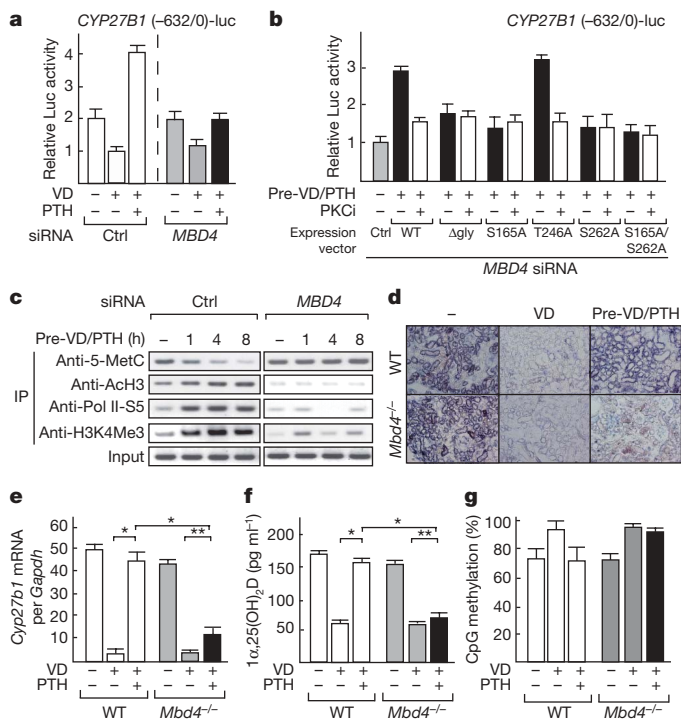 a
CYP27B1 (–632/0)-luc
Relative Luc activity
4
3
2
1
VD – + + – + +
PTH – – + – – +
siRNA Ctrl MBD4
b
CYP27B1 (–632/0)-luc
Relative Luc activity
3
2
1
Pre-VD/PTH – + + + + + + + + + + + +
PKCi – – + – + – + – + – + – +
Expression vector Ctrl WT Δgly S165A T246A S262A S165A/S262A
MBD4 siRNA
c
siRNA Ctrl MBD4
Pre-VD/PTH (h) – 1 4 8 – 1 4 8
IP
Anti-5-MetC
Anti-AcH3
Anti-Pol II-S5
Anti-H3K4Me3
Input
d
– VD Pre-VD/PTH
WT
Mbd4–/–
e
Cyp27b1 mRNA
per Gapdh
60
50
40
30
20
10
* * **
VD – + + – + +
PTH – – + – – +
WT Mbd4–/–
f
1α,25(OH)2D (pg ml–1)
200
150
100
50
* * **
VD – + + – + +
PTH – – + – – +
WT Mbd4–/–
g
CpG methylation (%)
100
80
60
40
20
0
VD – + + – + +
PTH – – + – – +
WT Mbd4–/–